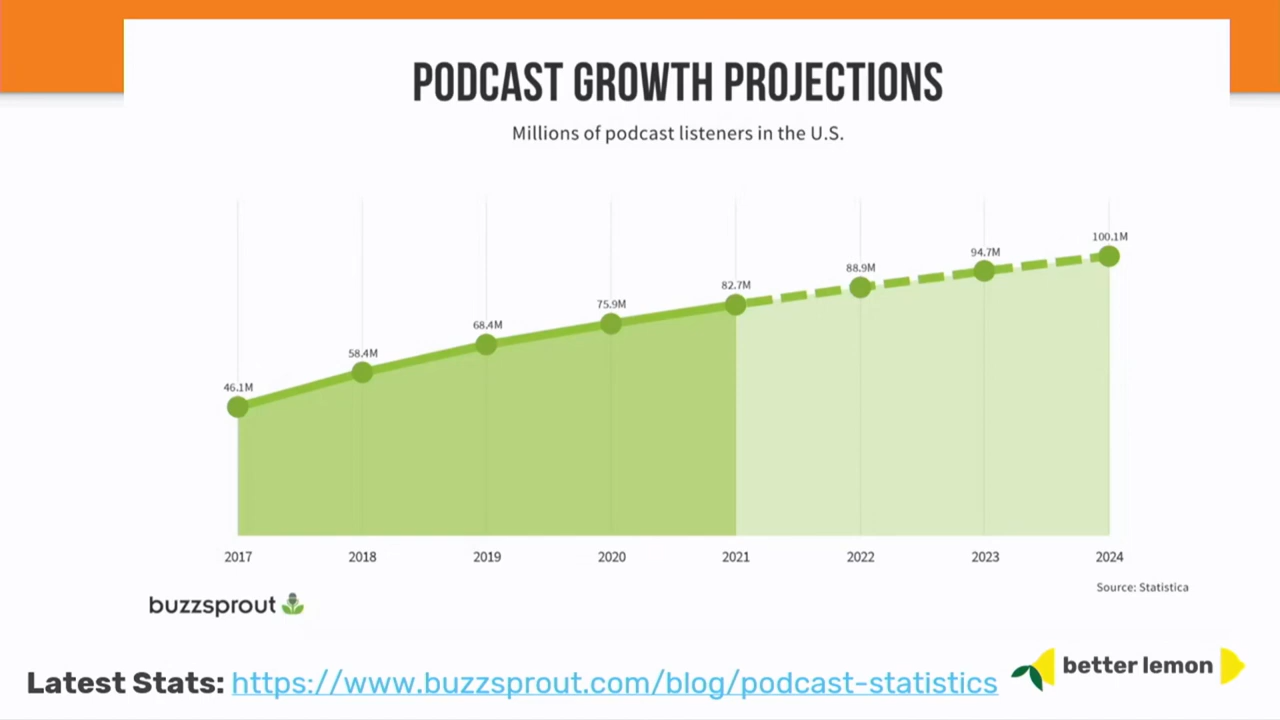 PODCAST GROWTH PROJECTIONS
Millions of podcast listeners in the U.S.
46.1M
58.4M
68.4M
75.9M
82.7M
88.9M
94.7M
100.1M
2017 2018 2019 2020 2021 2022 2023 2024
Source: Statistica
buzzsprout
Latest Stats: https://www.buzzsprout.com/blog/podcast-statistics
better lemon